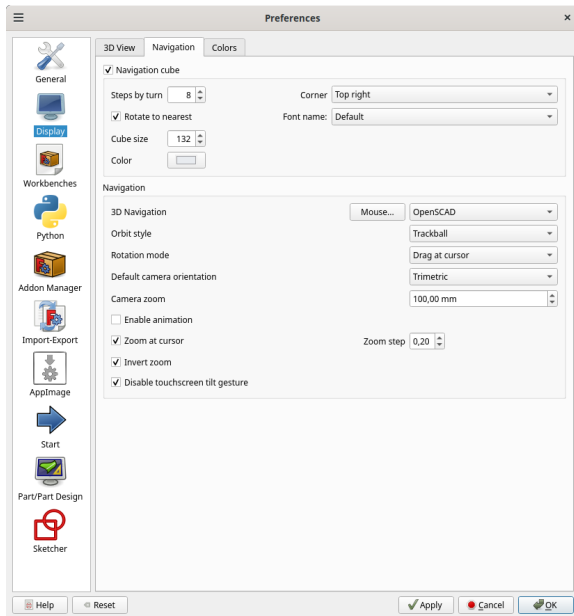 Preferences
General
Display
Workbenches
Python
Addon Manager
Import-Export
AppImage
Start
Part/Part Design
Sketcher
3D View Navigation Colors
Navigation cube
Steps by turn 8 Corner Top right
Rotate to nearest Font name: Default
Cube size 132
Color
Navigation
3D Navigation Mouse... OpenSCAD
Orbit style Trackball
Rotation mode Drag at cursor
Default camera orientation Trimetric
Camera zoom 100,00 mm
Enable animation
Zoom at cursor Zoom step 0,20
Invert zoom
Disable touchscreen tilt gesture
Help Reset Apply Cancel OK